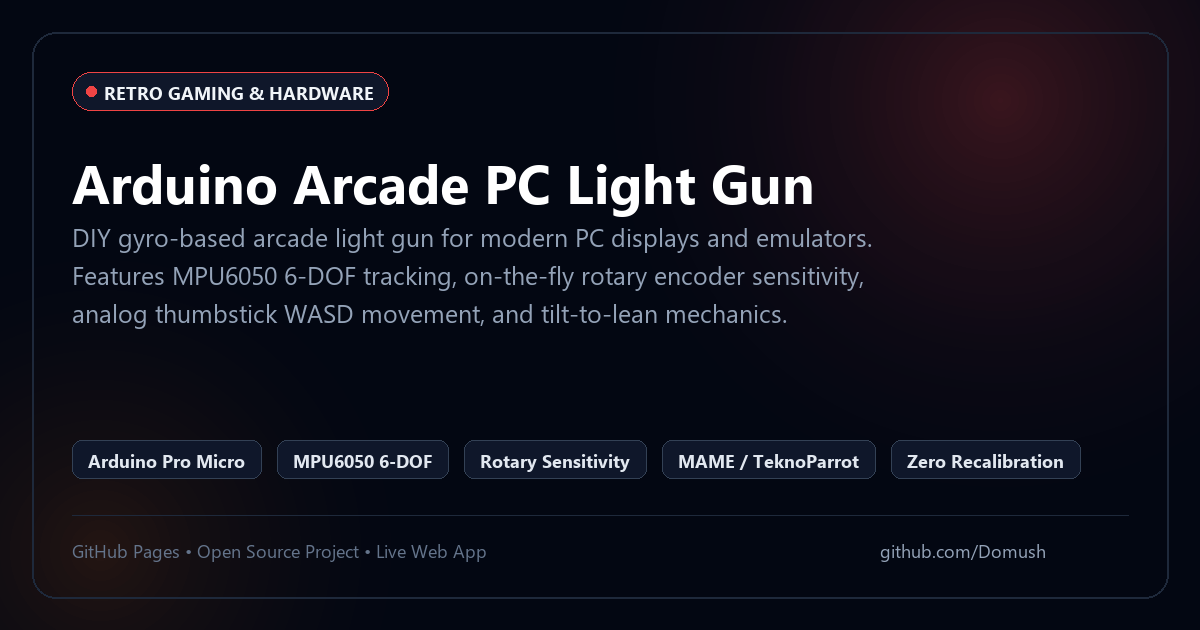 RETRO GAMING & HARDWARE
Arduino Arcade PC Light Gun
DIY gyro-based arcade light gun for modern PC displays and emulators.
Features MPU6050 6-DOF tracking, on-the-fly rotary encoder sensitivity,
analog thumbstick WASD movement, and tilt-to-lean mechanics.
Arduino Pro Micro
MPU6050 6-DOF
Rotary Sensitivity
MAME / TeknoParrot
Zero Recalibration
GitHub Pages • Open Source Project • Live Web App
github.com/Domush